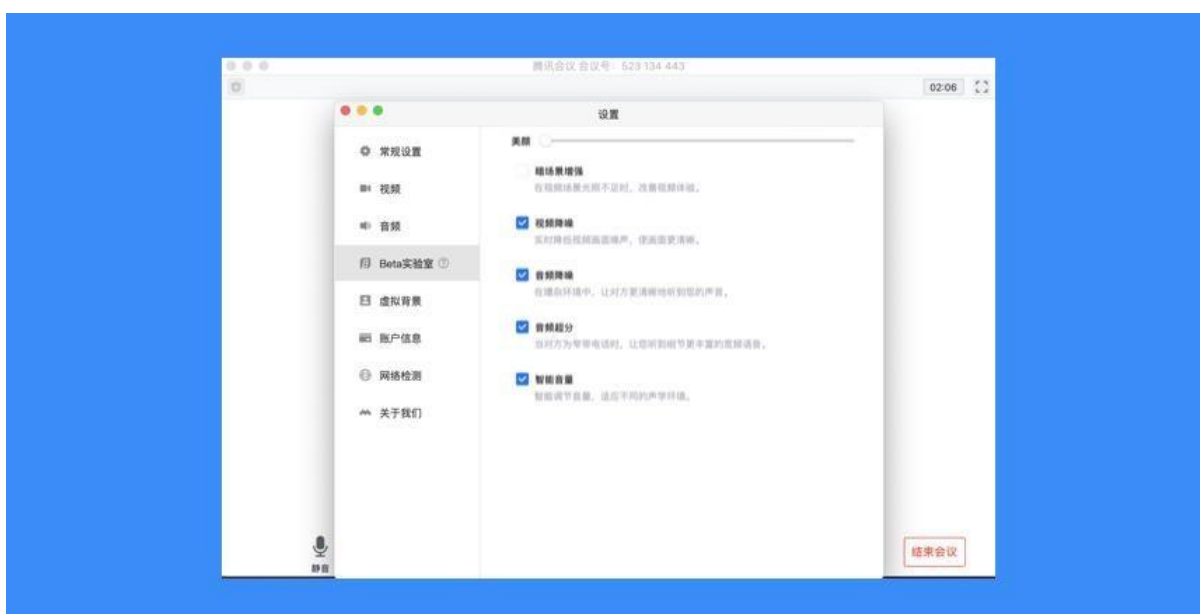 腾讯会议 会议号：523 134 443
02:06
设置
常规设置
视频
音频
Beta实验室
虚拟背景
账户信息
网络检测
关于我们
美颜
暗场景增强
在视频场景光照不足时，改善视频体验。
视频降噪
实时降低视频画面噪声，使画面更清晰。
音频降噪
在嘈杂环境中，让对方更清晰地听到您的声音。
音频超分
当对方为窄带电话时，让您听到细节更丰富的宽频语音。
智能音量
智能调节音量，适应不同的声学环境。
静音
结束会议